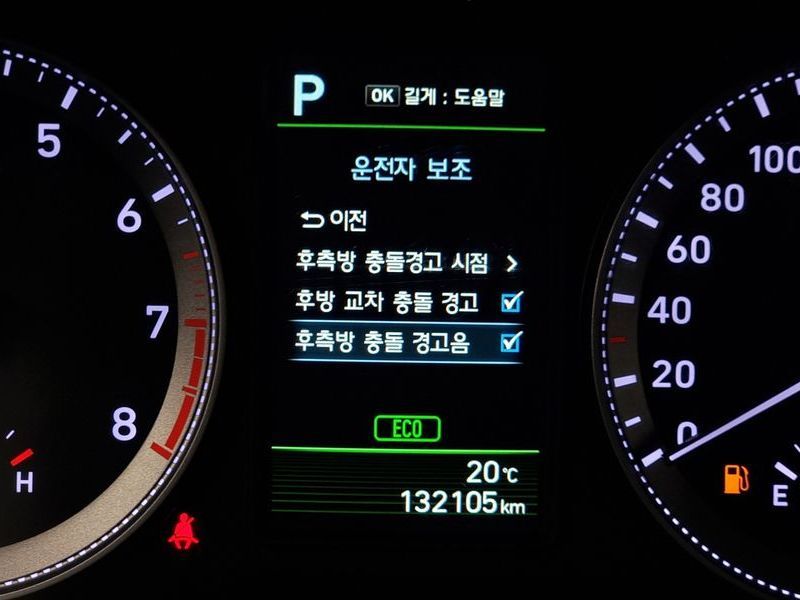 5
6
7
8
H
P OK 길게 : 도움말
운전자 보조
이전
후측방 충돌경고 시점
후방 교차 충돌 경고
후측방 충돌 경고음
ECO
20℃
132105km
100
80
60
40
20
0
E